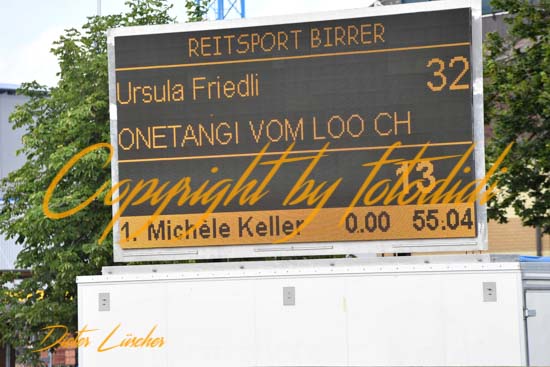 REITSPORT BIRRER
Ursula Friedli 32
ONETANGI VOM LOO CH
13
Copyright by fotodidi
1. Michèle Keller 0.00 55.04
Dieter Lüscher